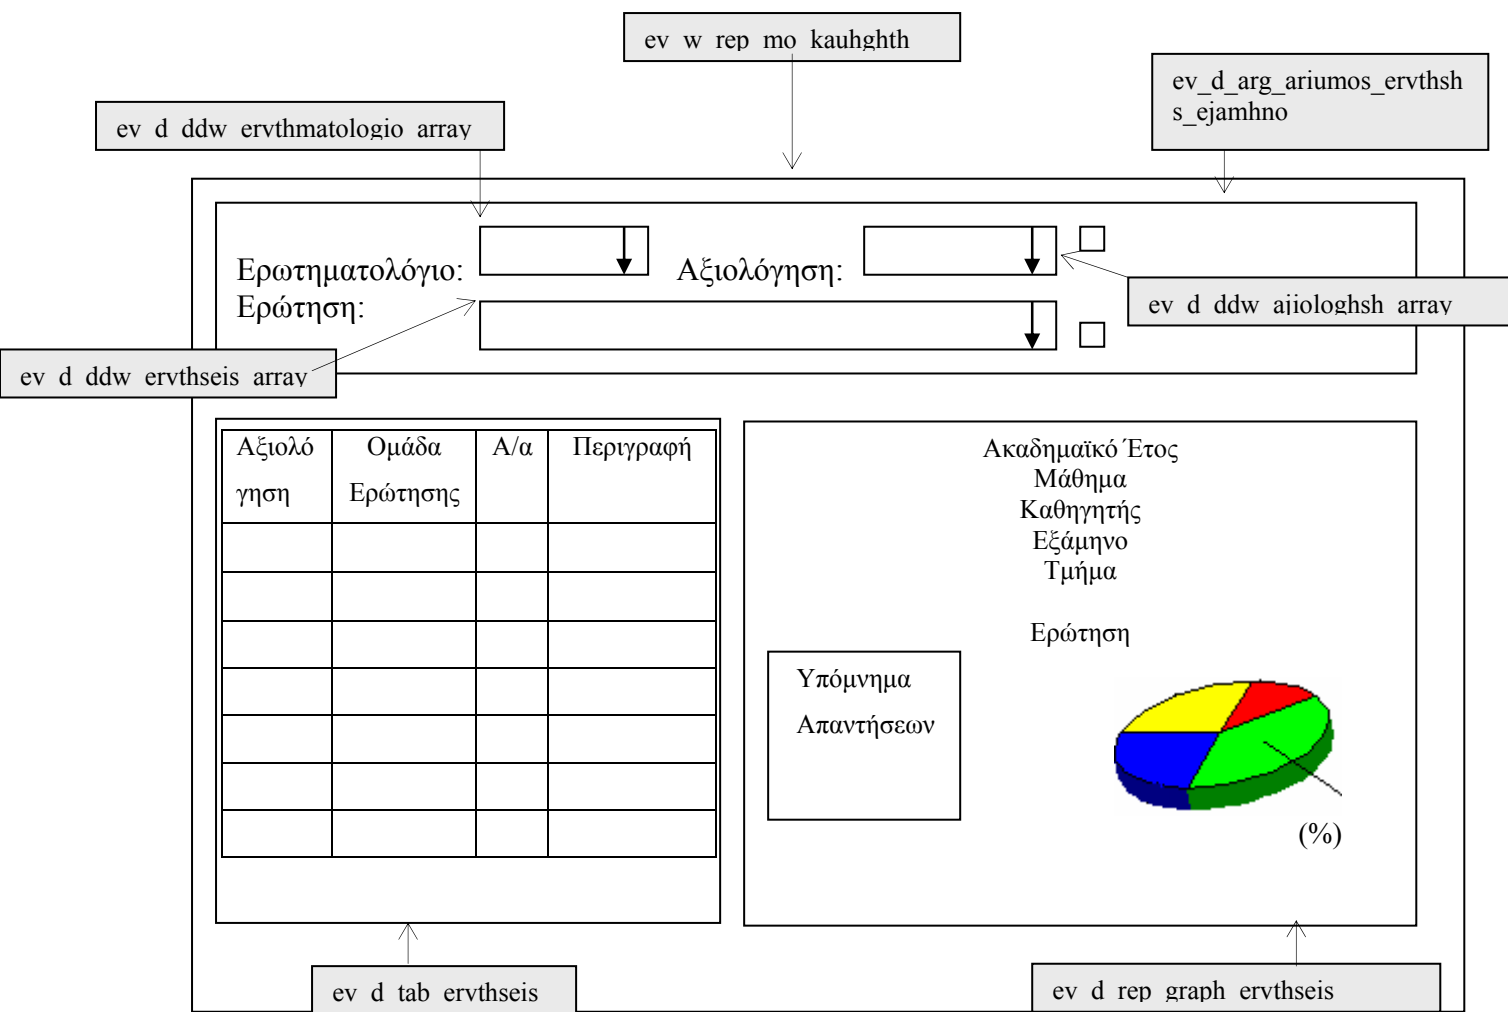 ev_w_rep_mo_kauhghth
ev_d_arg_ariumos_ervthsh
s_ejamhno
ev_d_ddw_ervthmatologio_array
Ερωτηματολόγιο:
Αξιολόγηση:
Ερώτηση:
ev_d_ddw_ajiologhsh_array
ev_d_ddw_ervthseis_array
Αξιολό
γηση
Ομάδα
Ερώτησης
Α/α
Περιγραφή
Ακαδημαϊκό Έτος
Μάθημα
Καθηγητής
Εξάμηνο
Τμήμα
Ερώτηση
Υπόμνημα
Απαντήσεων
(%)
ev_d_tab_ervthseis
ev_d_rep_graph_ervthseis